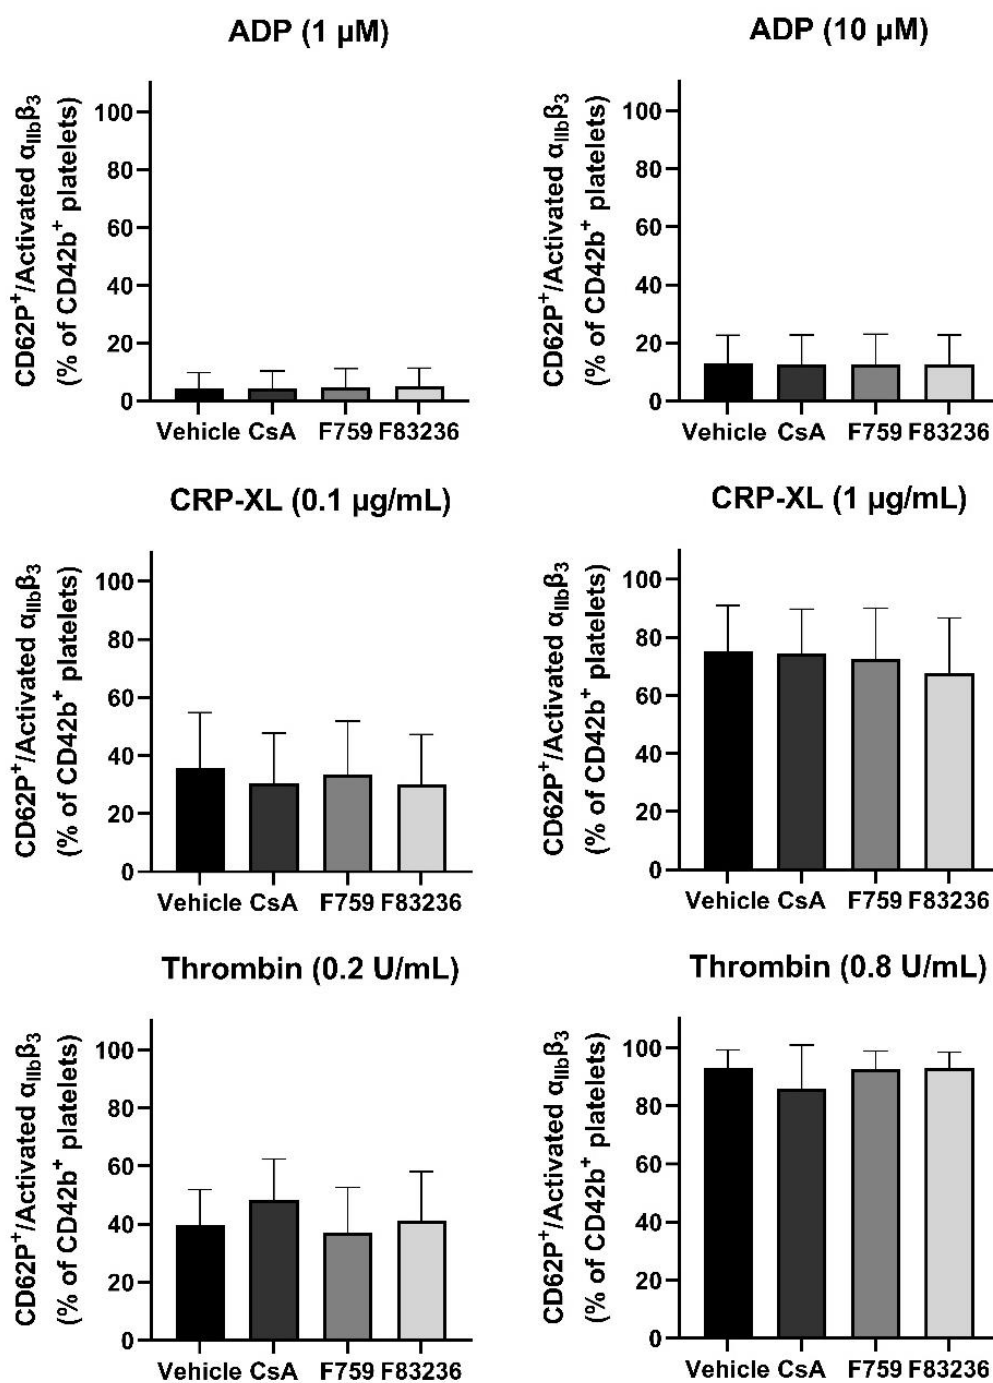 ADP (1 µM)
CD62P⁺/Activated αIIbβ3
(% of CD42b⁺ platelets)
100
80
60
40
20
0
Vehicle CsA F759 F83236
ADP (10 µM)
CD62P⁺/Activated αIIbβ3
(% of CD42b⁺ platelets)
100
80
60
40
20
0
Vehicle CsA F759 F83236
CRP-XL (0.1 µg/mL)
CD62P⁺/Activated αIIbβ3
(% of CD42b⁺ platelets)
100
80
60
40
20
0
Vehicle CsA F759 F83236
CRP-XL (1 µg/mL)
CD62P⁺/Activated αIIbβ3
(% of CD42b⁺ platelets)
100
80
60
40
20
0
Vehicle CsA F759 F83236
Thrombin (0.2 U/mL)
CD62P⁺/Activated αIIbβ3
(% of CD42b⁺ platelets)
100
80
60
40
20
0
Vehicle CsA F759 F83236
Thrombin (0.8 U/mL)
CD62P⁺/Activated αIIbβ3
(% of CD42b⁺ platelets)
100
80
60
40
20
0
Vehicle CsA F759 F83236